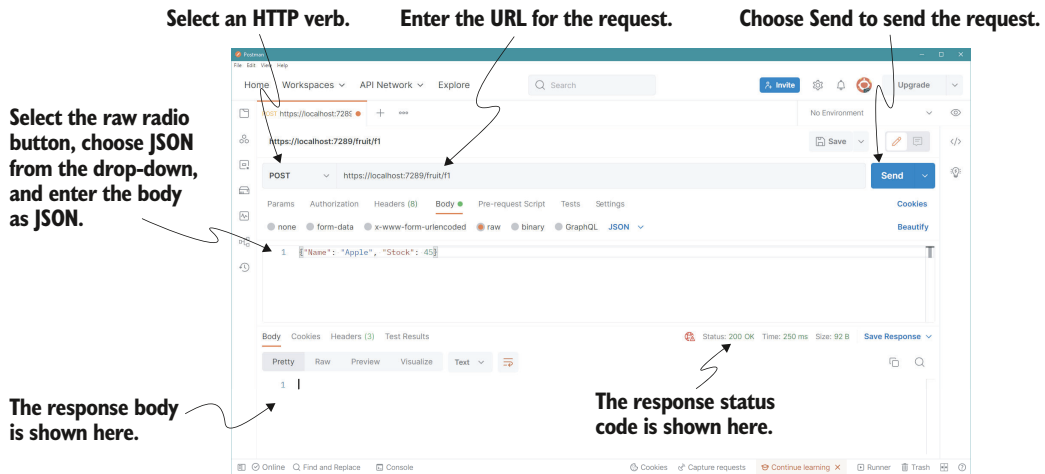 Select an HTTP verb.
Enter the URL for the request.
Choose Send to send the request.
Postman
File Edit View Help
Home Workspaces API Network Explore
Search
Invite
Upgrade
POST https://localhost:7289
No Environment
https://localhost:7289/fruit/f1
Save
Select the raw radio
button, choose JSON
from the drop-down,
and enter the body
as JSON.
POST https://localhost:7289/fruit/f1
Send
Params Authorization Headers (8) Body Pre-request Script Tests Settings
Cookies
none form-data x-www-form-urlencoded raw binary GraphQL JSON
Beautify
1 {"Name": "Apple", "Stock": 45}
Body Cookies Headers (3) Test Results
Status: 200 OK Time: 250 ms Size: 92 B Save Response
Pretty Raw Preview Visualize Text
1
The response body
is shown here.
The response status
code is shown here.
Online Find and Replace Console
Cookies Capture requests Continue learning Runner Trash